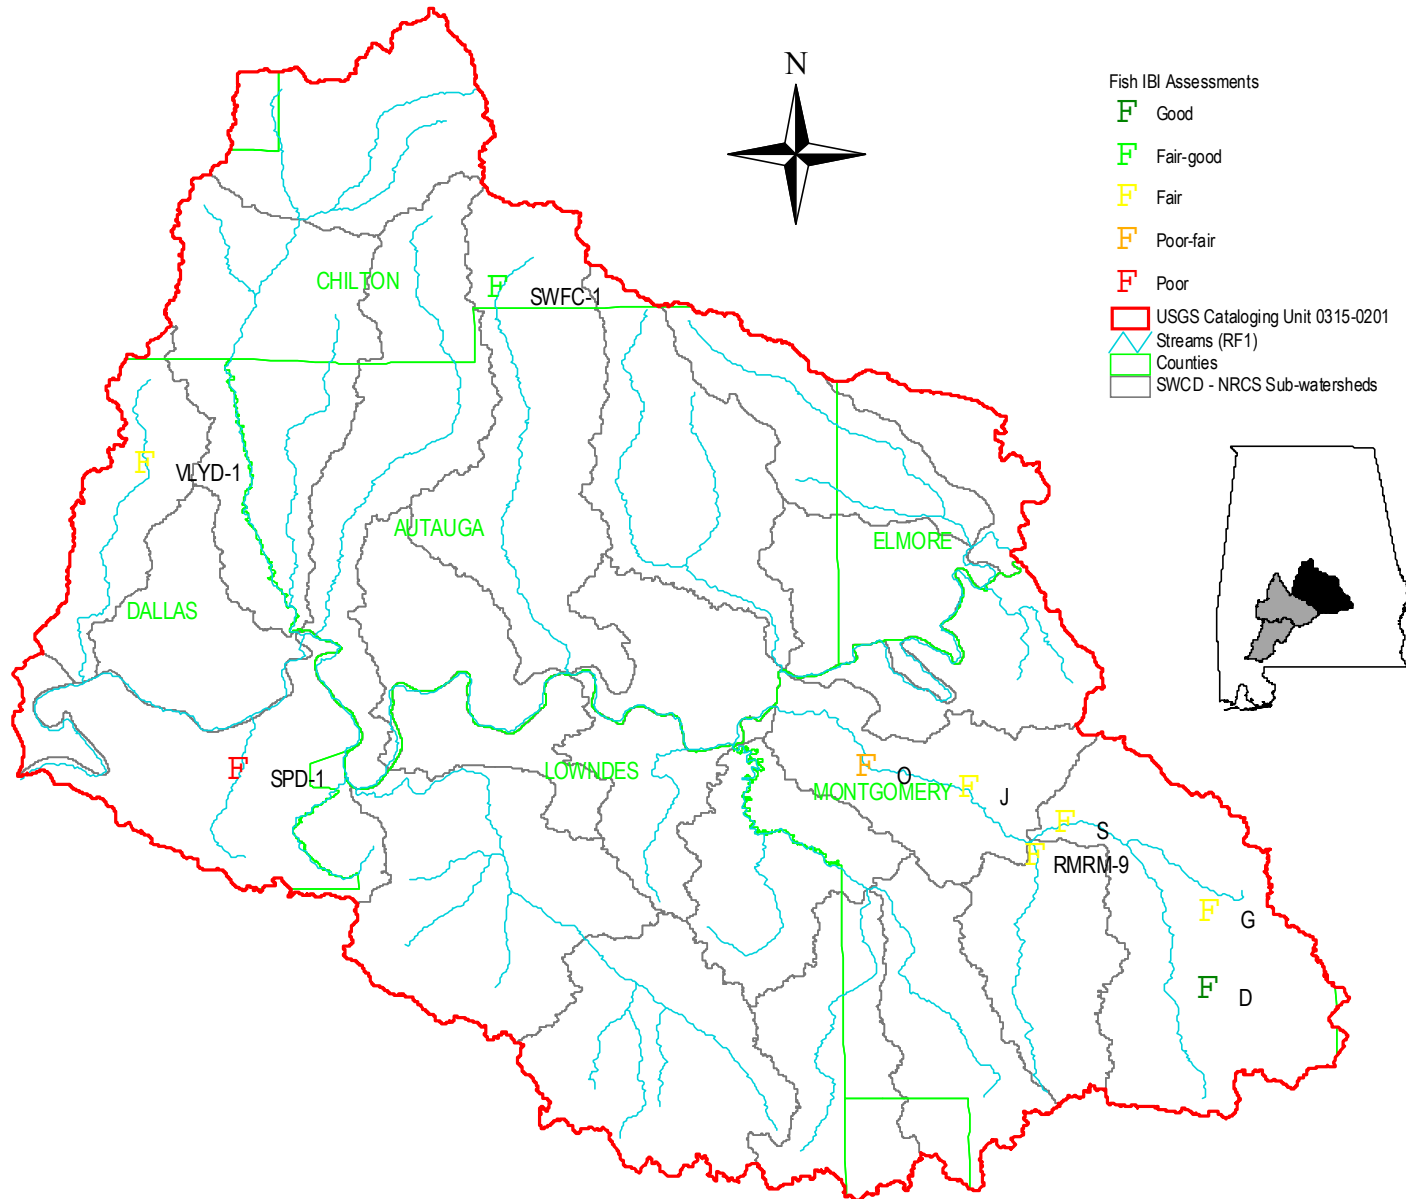 N
Fish IBI Assessments
F Good
F Fair-good
F Fair
F Poor-fair
F Poor
USGS Cataloging Unit 0315-0201
Streams (RF1)
Counties
SWCD - NRCS Sub-watersheds
CHILTON
F
SWFC-1
F
VLYD-1
AUTAUGA
ELMORE
DALLAS
F
SPD-1
LOWNDES
F
O
MONTGOMERY
F
J
F
S
F
RMRM-9
F
G
F
D